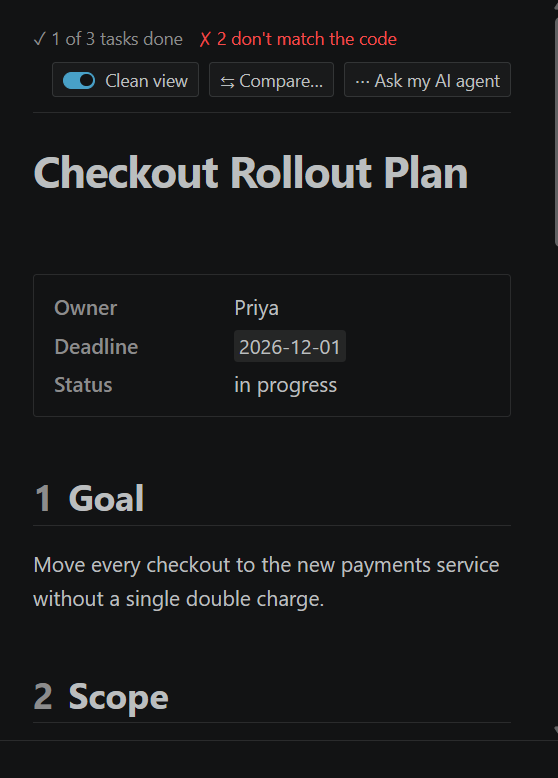 ✓ 1 of 3 tasks done ✗ 2 don't match the code
Clean view ⇆ Compare... ··· Ask my AI agent
Checkout Rollout Plan
Owner Priya
Deadline 2026-12-01
Status in progress
1 Goal
Move every checkout to the new payments service
without a single double charge.
2 Scope